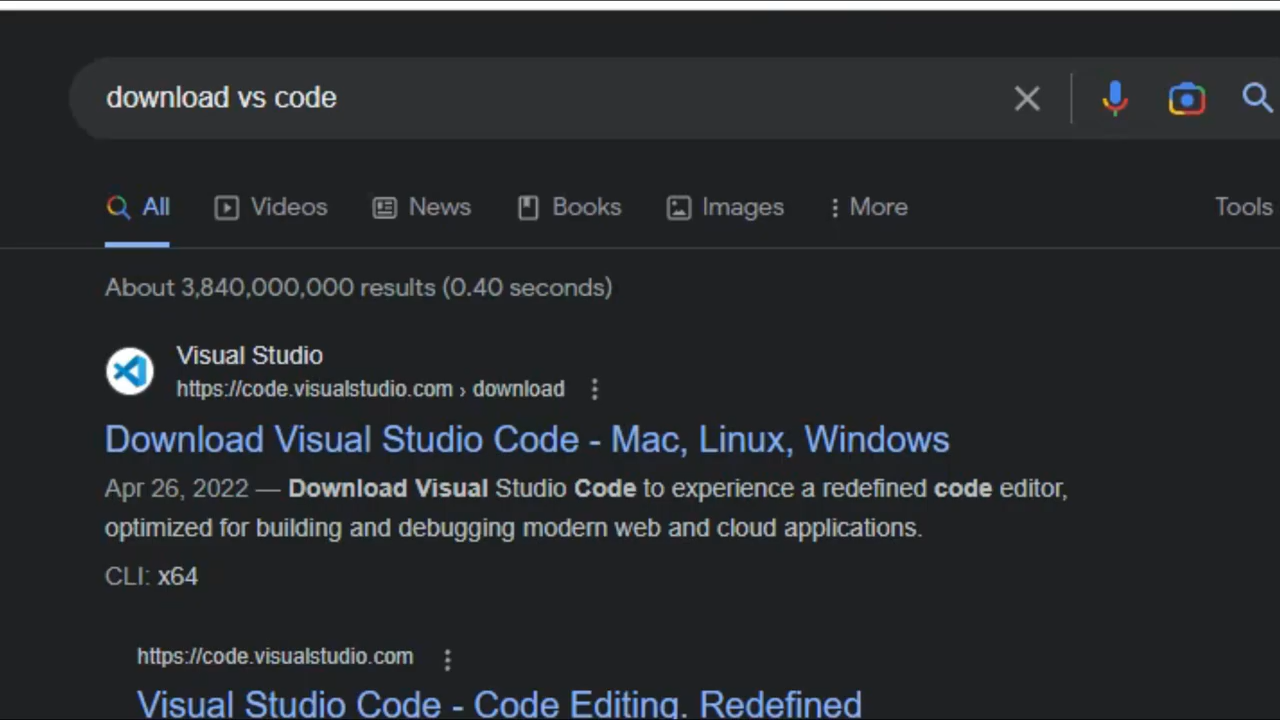 download vs code
All Videos News Books Images More Tools
About 3,840,000,000 results (0.40 seconds)
Visual Studio
https://code.visualstudio.com › download
Download Visual Studio Code - Mac, Linux, Windows
Apr 26, 2022 — Download Visual Studio Code to experience a redefined code editor,
optimized for building and debugging modern web and cloud applications.
CLI: x64
https://code.visualstudio.com
Visual Studio Code - Code Editing. Redefined